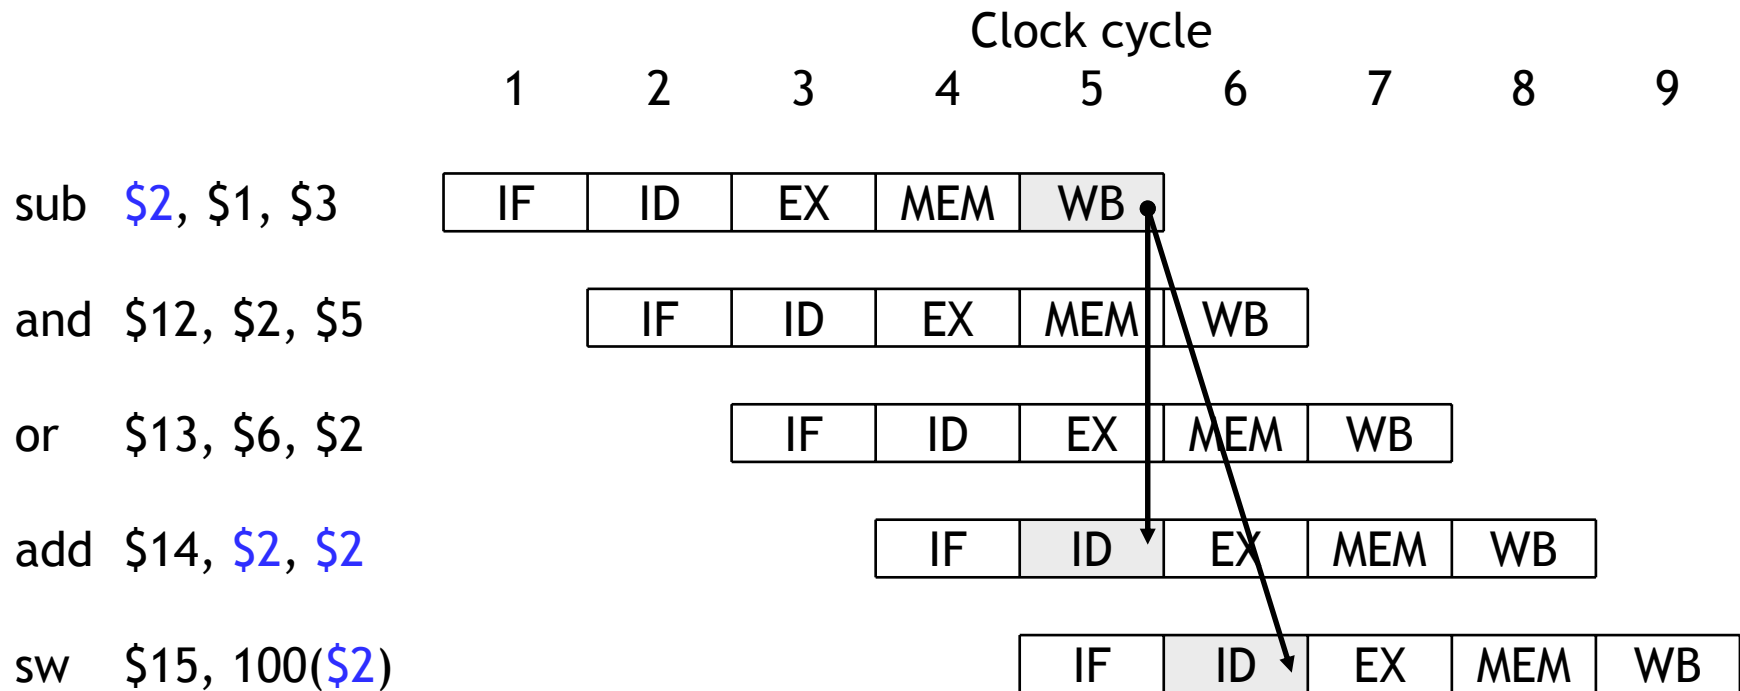 Clock cycle
1 2 3 4 5 6 7 8 9
sub $2, $1, $3 IF ID EX MEM WB
and $12, $2, $5 IF ID EX MEM WB
or $13, $6, $2 IF ID EX MEM WB
add $14, $2, $2 IF ID EX MEM WB
sw $15, 100($2) IF ID EX MEM WB